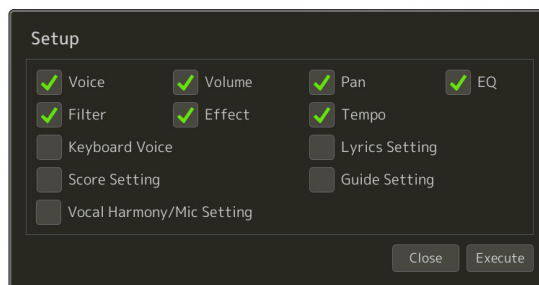 Setup
Voice Volume Pan EQ
Filter Effect Tempo
Keyboard Voice Lyrics Setting
Score Setting Guide Setting
Vocal Harmony/Mic Setting
Close Execute